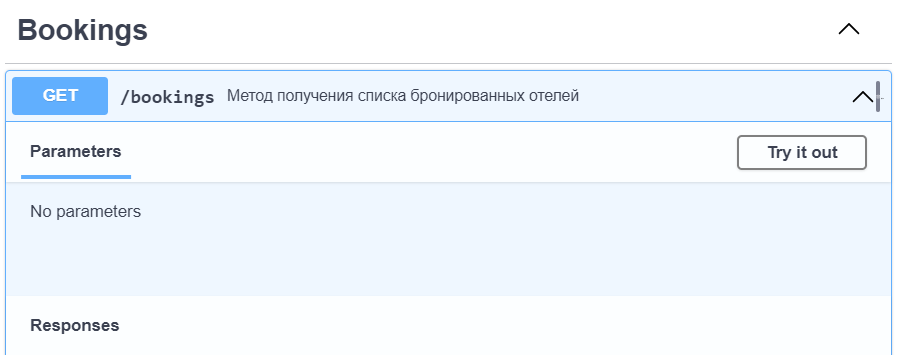 Bookings
GET /bookings Метод получения списка бронированных отелей
Parameters Try it out
No parameters
Responses